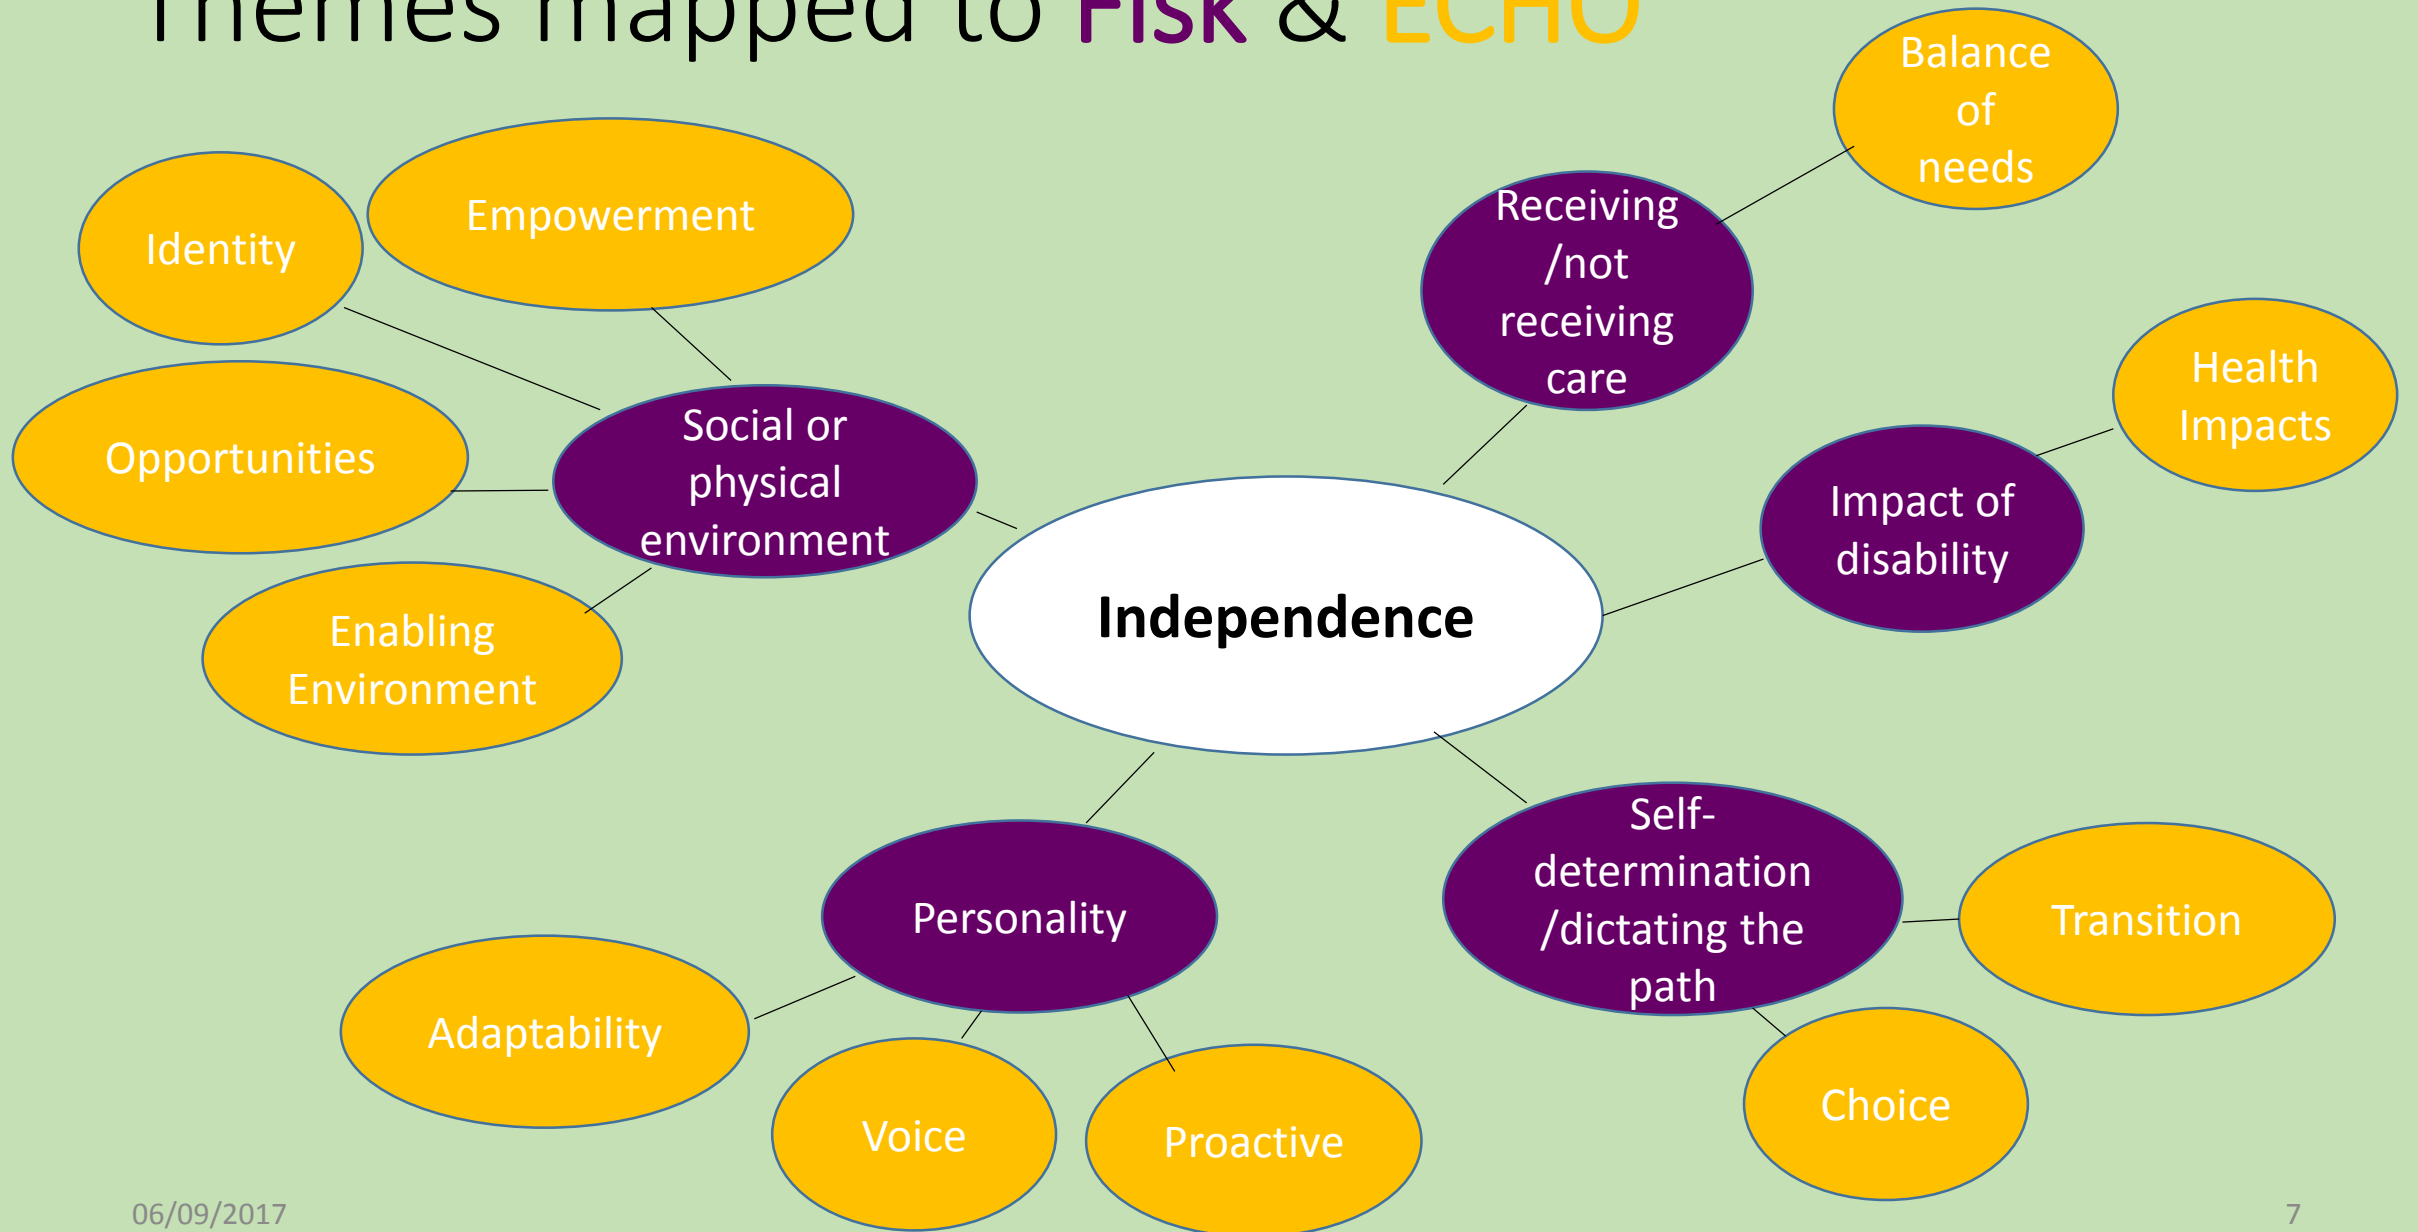 Themes mapped to Fisk & ECHO
Balance
of
needs
Empowerment
Identity
Receiving
/not
receiving
care
Health
Impacts
Social or
physical
environment
Opportunities
Impact of
disability
Independence
Enabling
Environment
Self-
determination
/dictating the
path
Personality
Transition
Adaptability
Voice
Proactive
Choice
06/09/2017
7